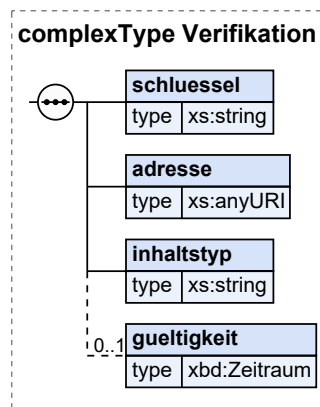 complexType Verifikation
schluessel
type xs:string
adresse
type xs:anyURI
inhaltstyp
type xs:string
0..1
gueltigkeit
type xbd:Zeitraum